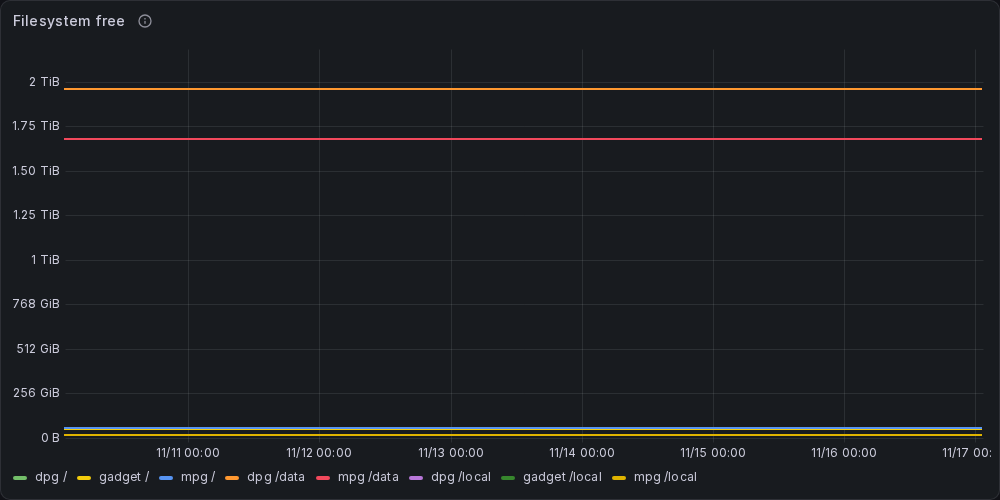 Filesystem free
2 TiB
1.75 TiB
1.50 TiB
1.25 TiB
1 TiB
768 GiB
512 GiB
256 GiB
0 B
11/11 00:00 11/12 00:00 11/13 00:00 11/14 00:00 11/15 00:00 11/16 00:00 11/17 00:
dpg / gadget / mpg / dpg /data mpg /data dpg /local gadget /local mpg /local